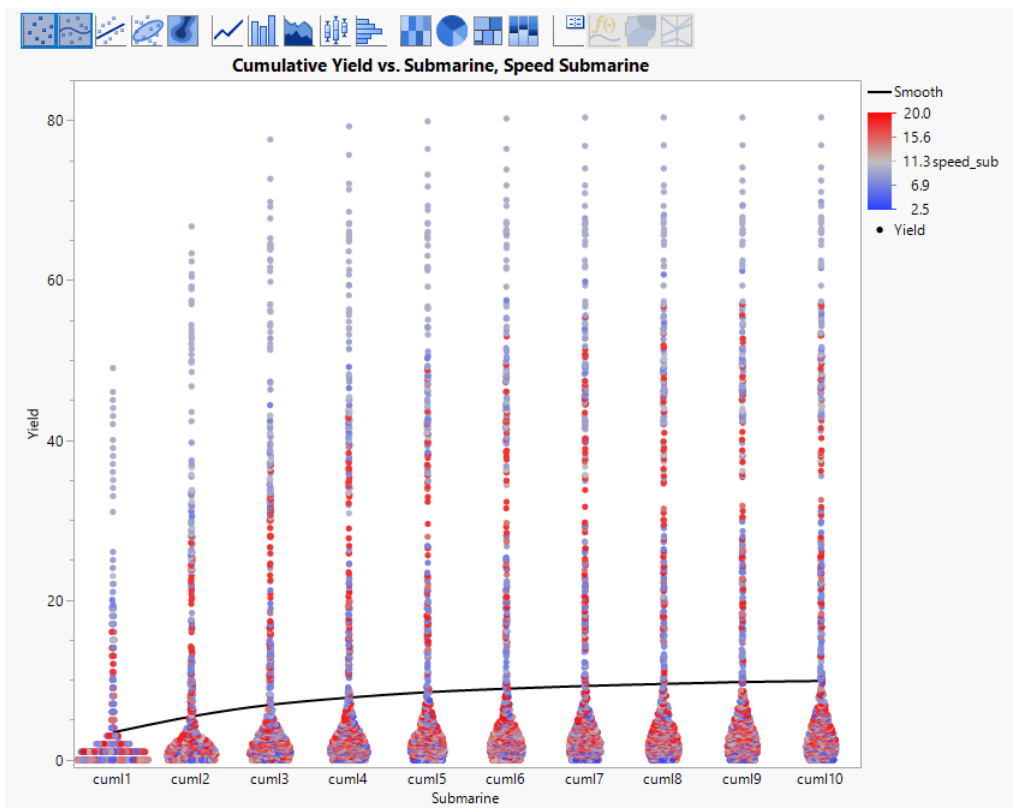 Cumulative Yield vs. Submarine, Speed Submarine
Smooth
20.0
15.6
11.3 speed_sub
6.9
2.5
Yield
80
60
40
20
0
Yield
cuml1 cuml2 cuml3 cuml4 cuml5 cuml6 cuml7 cuml8 cuml9 cuml10
Submarine